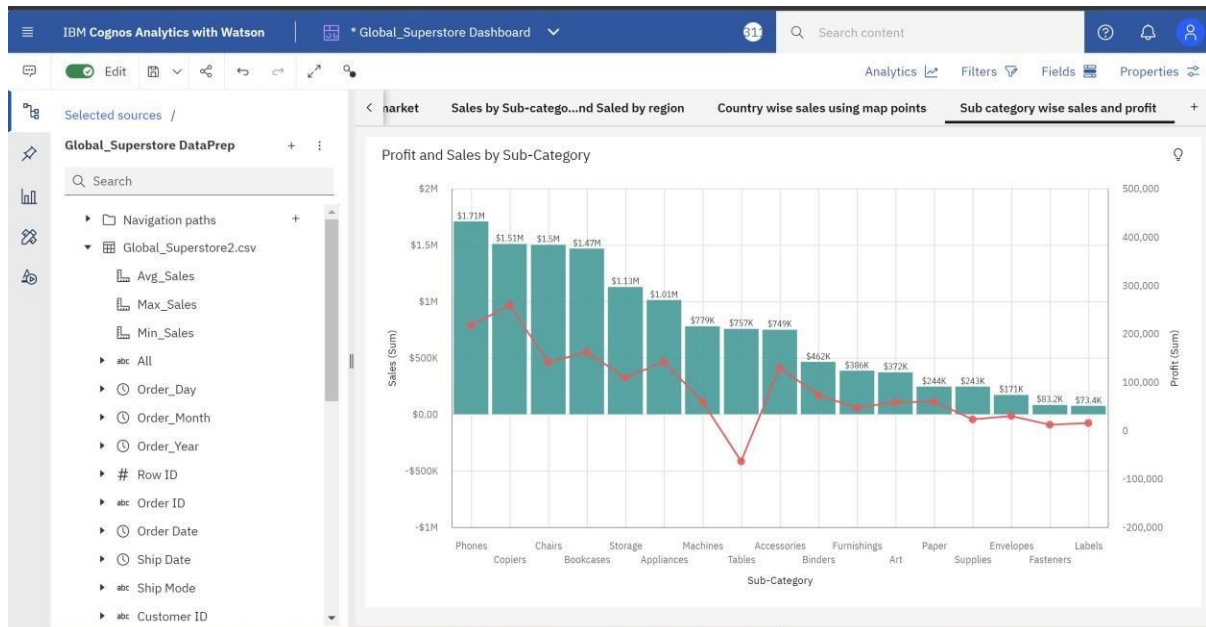 IBM Cognos Analytics with Watson
* Global_Superstore Dashboard
Search content
Edit
Analytics
Filters
Fields
Properties
Selected sources /
Global_Superstore DataPrep
Search
Navigation paths
Global_Superstore2.csv
Avg_Sales
Max_Sales
Min_Sales
abc All
Order_Day
Order_Month
Order_Year
# Row ID
abc Order ID
Order Date
Ship Date
abc Ship Mode
abc Customer ID
Sales by Sub-catego...nd Saled by region
Country wise sales using map points
Sub category wise sales and profit
Profit and Sales by Sub-Category
$2M
$1.5M
$1M
$500K
$0.00
-$500K
-$1M
Sales (Sum)
$1.71M
$1.51M
$1.5M
$1.47M
$1.13M
$1.01M
$779K
$757K
$749K
$462K
$386K
$372K
$244K
$243K
$171K
$83.2K
$73.4K
500,000
400,000
300,000
200,000
100,000
0
-100,000
-200,000
Profit (Sum)
Phones
Copiers
Chairs
Bookcases
Storage
Appliances
Machines
Tables
Accessories
Binders
Furnishings
Art
Paper
Supplies
Envelopes
Fasteners
Labels
Sub-Category